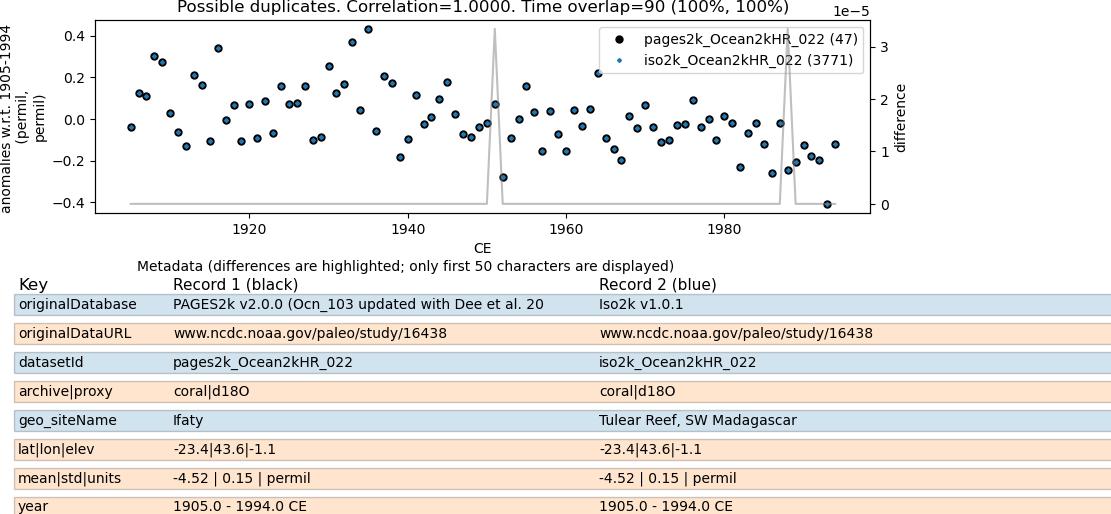 Possible duplicates. Correlation=1.0000. Time overlap=90 (100%, 100%)
1e−5
anomalies w.r.t. 1905-1994
(permil,
permil)
0.4
0.2
0.0
−0.2
−0.4
pages2k_Ocean2kHR_022 (47)
iso2k_Ocean2kHR_022 (3771)
3
2
1
0
difference
1920
1940
1960
1980
CE
Metadata (differences are highlighted; only first 50 characters are displayed)
Key Record 1 (black) Record 2 (blue)
originalDatabase PAGES2k v2.0.0 (Ocn_103 updated with Dee et al. 20 Iso2k v1.0.1
originalDataURL www.ncdc.noaa.gov/paleo/study/16438 www.ncdc.noaa.gov/paleo/study/16438
datasetId pages2k_Ocean2kHR_022 iso2k_Ocean2kHR_022
archive|proxy coral|d18O coral|d18O
geo_siteName Ifaty Tulear Reef, SW Madagascar
lat|lon|elev -23.4|43.6|-1.1 -23.4|43.6|-1.1
mean|std|units -4.52 | 0.15 | permil -4.52 | 0.15 | permil
year 1905.0 - 1994.0 CE 1905.0 - 1994.0 CE